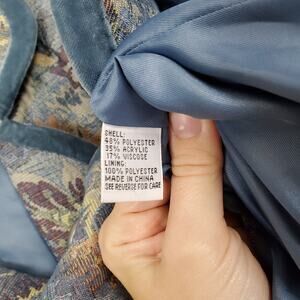 SHELL:
48% POLYESTER
35% ACRYLIC
17% VISCOSE
LINING:
100% POLYESTER
MADE IN CHINA
SEE REVERSE FOR CARE